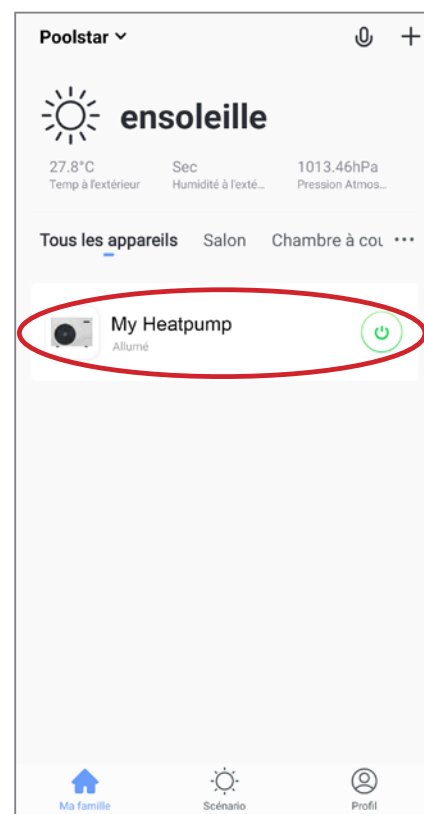 Poolstar
ensoleille
27.8°C Sec 1013.46hPa
Temp à l'extérieur Humidité à l'exté... Pression Atmos...
Tous les appareils Salon Chambre à cou ...
My Heatpump
Allumé
Ma famille Scénario Profil